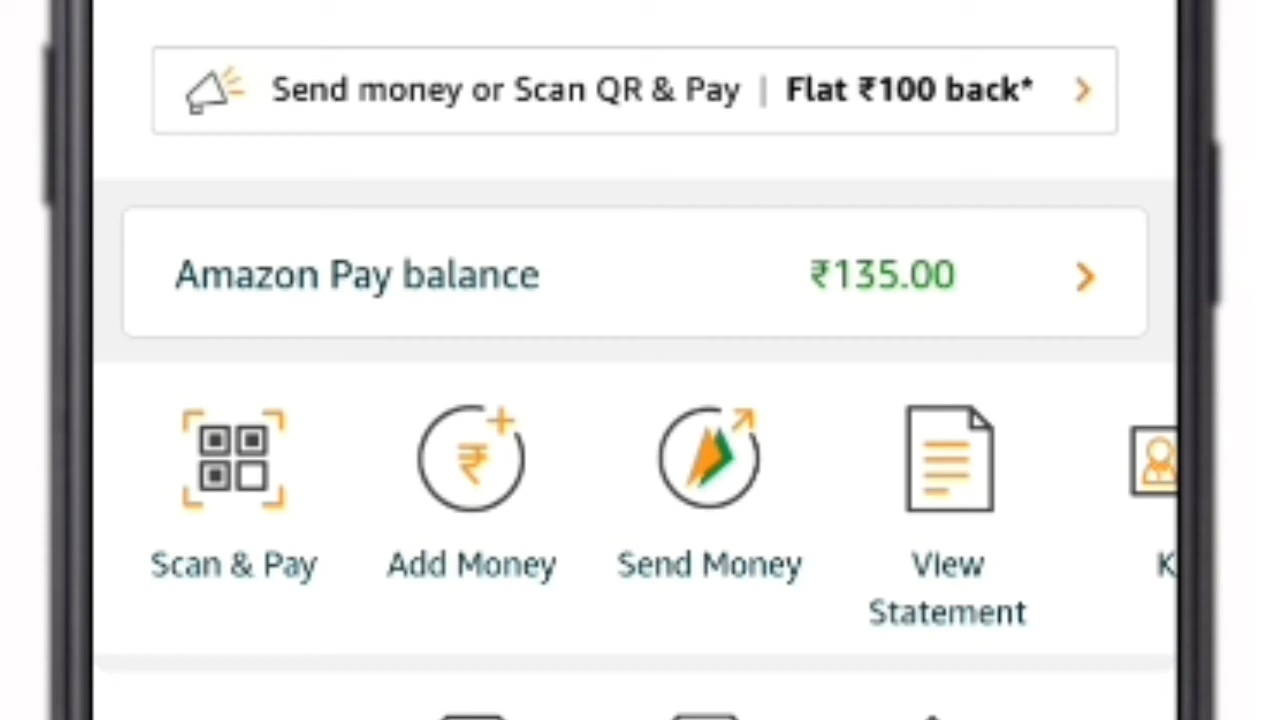 Send money or Scan QR & Pay | Flat ₹100 back*
Amazon Pay balance ₹135.00
Scan & Pay Add Money Send Money View Statement K